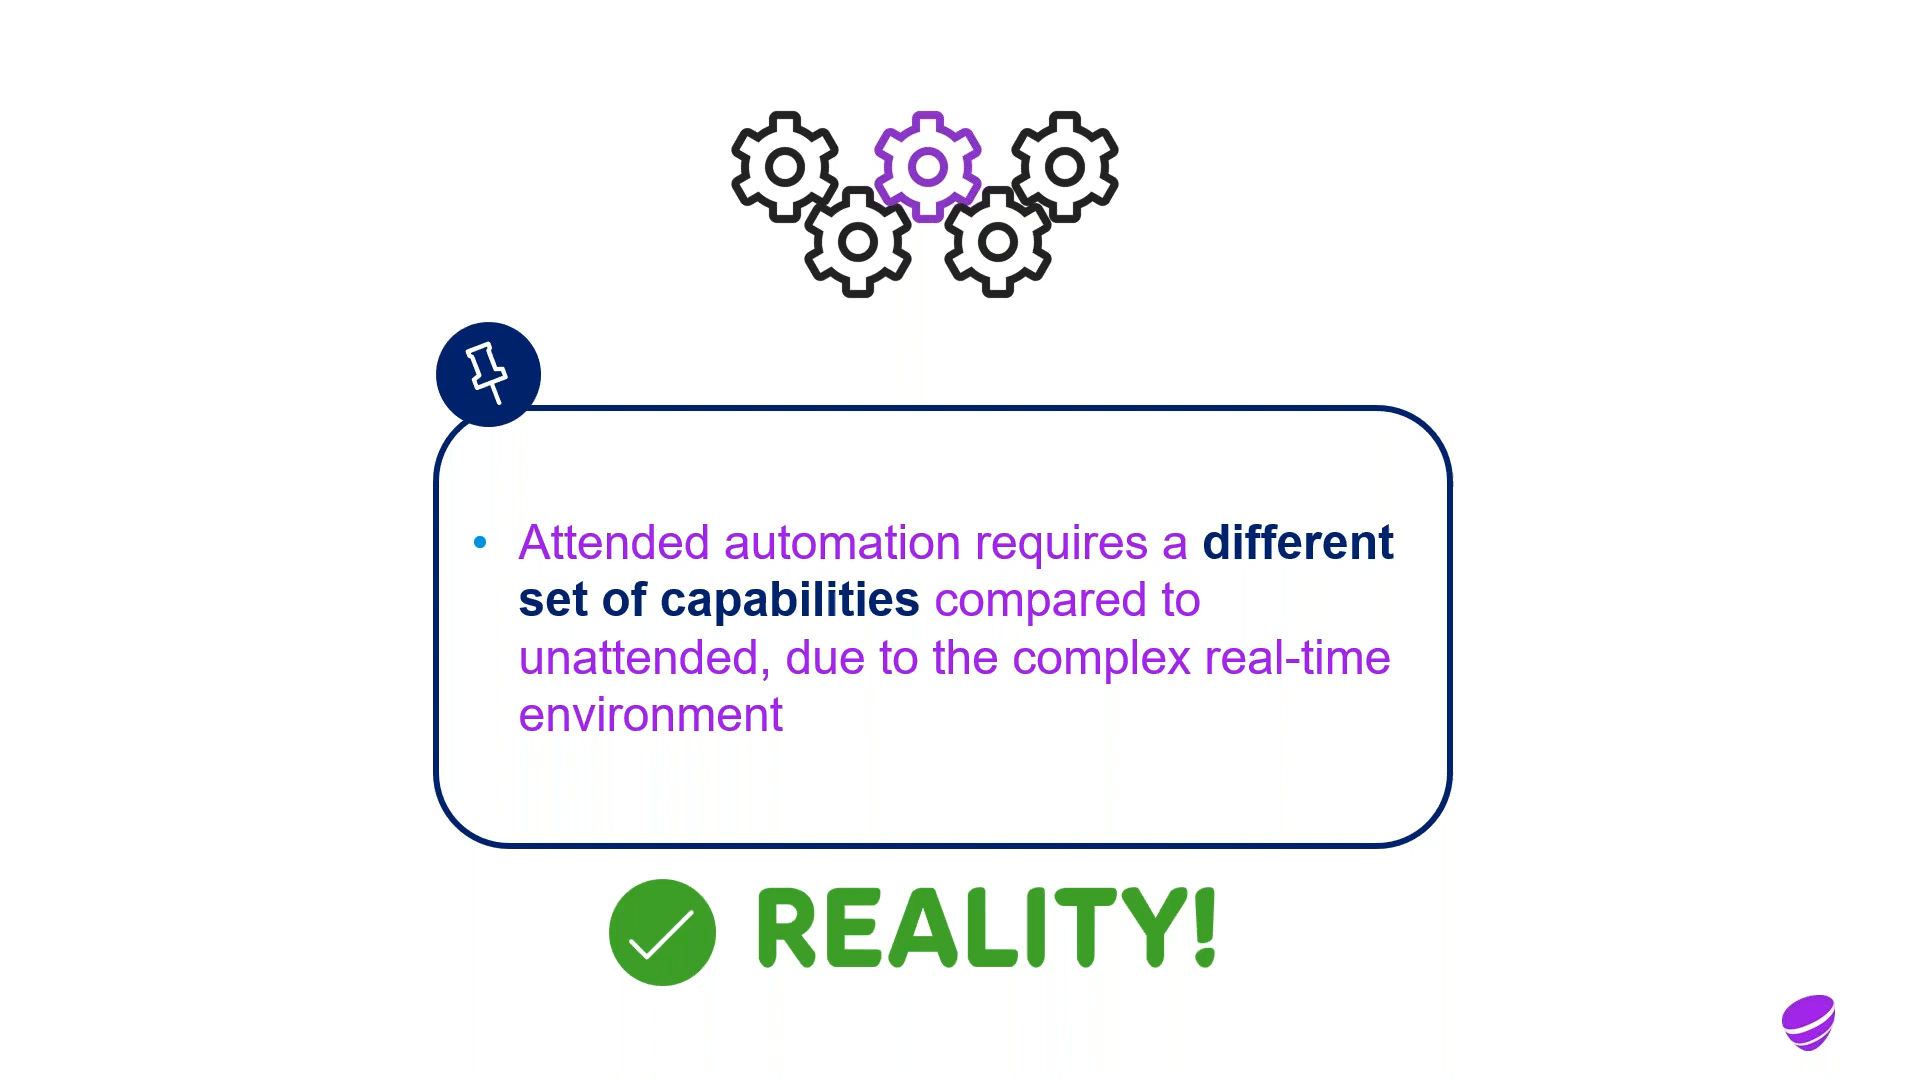 • Attended automation requires a different
set of capabilities compared to
unattended, due to the complex real-time
environment
REALITY!